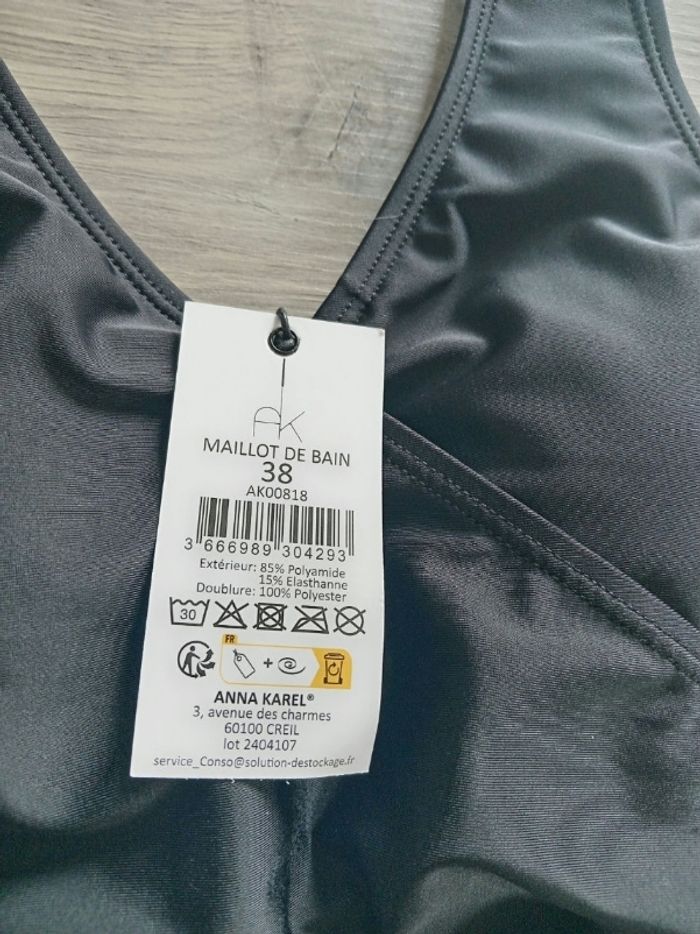 AK
MAILLOT DE BAIN
38
AK00818
3 666989 304293
Extérieur: 85% Polyamide
15% Elasthanne
Doublure: 100% Polyester
30
FR
+
ANNA KAREL®
3, avenue des charmes
60100 CREIL
lot 2404107
service_Conso@solution-destockage.fr